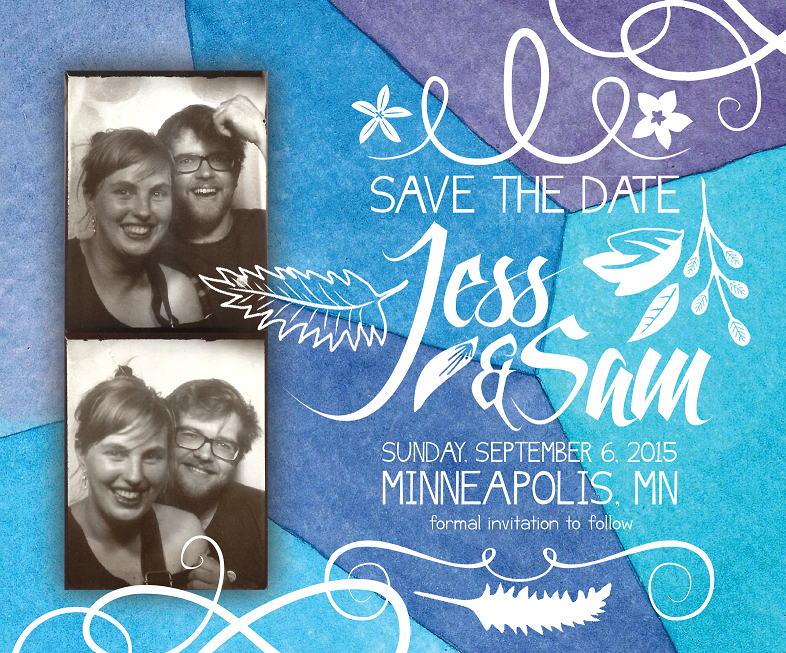 SAVE THE DATE
Jess
& Sam
SUNDAY, SEPTEMBER 6, 2015
MINNEAPOLIS, MN
formal invitation to follow